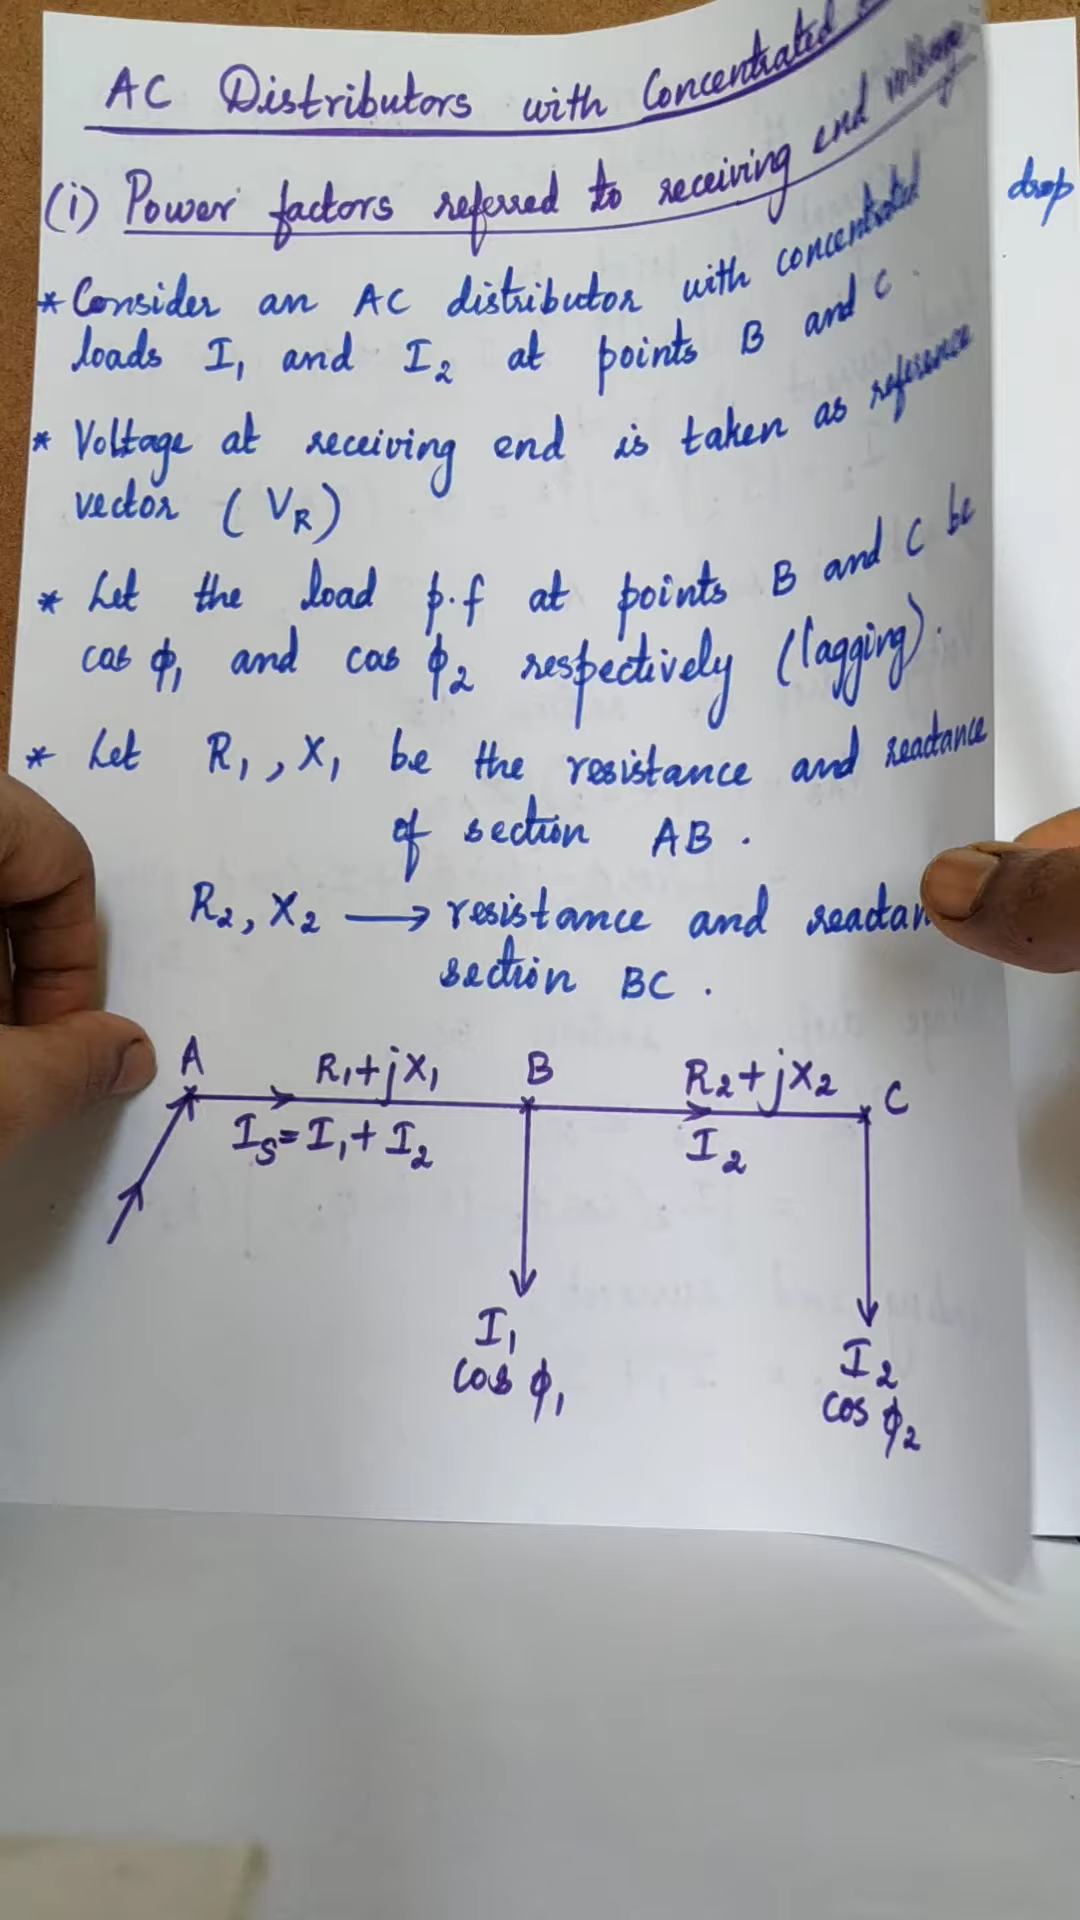 AC Distributors with Concentrated
(i) Power factors referred to receiving end voltage
* Consider an AC distributor with concentrated
loads I₁ and I₂ at points B and C.
* Voltage at receiving end is taken as reference
vector (V_R)
* Let the load p.f at points B and C be
cos ϕ₁ and cos ϕ₂ respectively (lagging).
* Let R₁, X₁ be the resistance and reactance
of section AB.
R₂, X₂ → resistance and reactan
section BC.
A R₁+jX₁ B R₂+jX₂ C
I_S = I₁ + I₂ I₂
I₁
cos ϕ₁
I₂
cos ϕ₂
drop